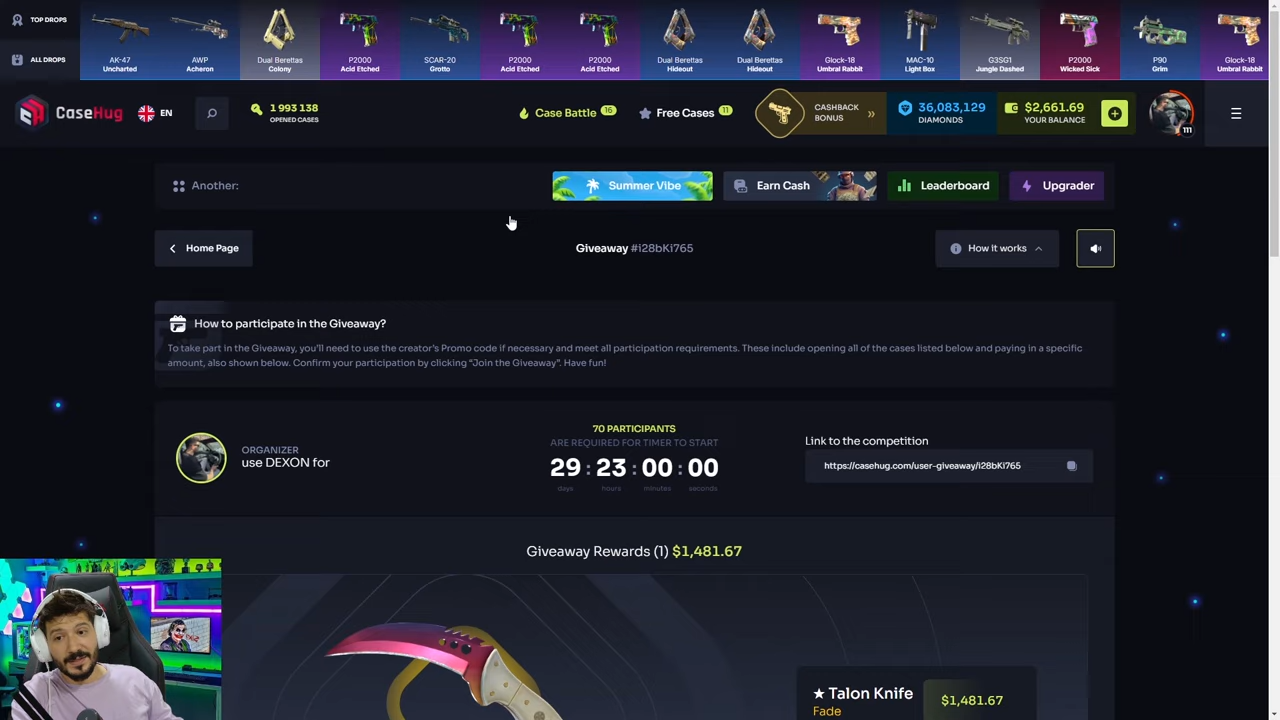 TOP DROPS
ALL DROPS
AK-47
Uncharted
AWP
Acheron
Dual Berettas
Colony
P2000
Acid Etched
SCAR-20
Grotto
P2000
Acid Etched
P2000
Acid Etched
Dual Berettas
Hideout
Dual Berettas
Hideout
Glock-18
Umbral Rabbit
MAC-10
Light Box
G3SG1
Jungle Dashed
P2000
Wicked Sick
P90
Grim
Glock-18
Umbral Rabbit
CaseHug
EN
1 993 138
OPENED CASES
Case Battle 16
Free Cases 11
CASHBACK
BONUS »
36,083,129
DIAMONDS
$2,661.69
YOUR BALANCE
111
Another:
Summer Vibe
Earn Cash
Leaderboard
Upgrader
Home Page
Giveaway #i28bKI765
How it works
How to participate in the Giveaway?
To take part in the Giveaway, you'll need to use the creator's Promo code if necessary and meet all participation requirements. These include opening all of the cases listed below and paying in a specific
amount, also shown below. Confirm your participation by clicking "Join the Giveaway". Have fun!
ORGANIZER
use DEXON for
70 PARTICIPANTS
ARE REQUIRED FOR TIMER TO START
29 : 23 : 00 : 00
days hours minutes seconds
Link to the competition
https://casehug.com/user-giveaway/i28bKI765
Giveaway Rewards (1) $1,481.67
★ Talon Knife
Fade
$1,481.67